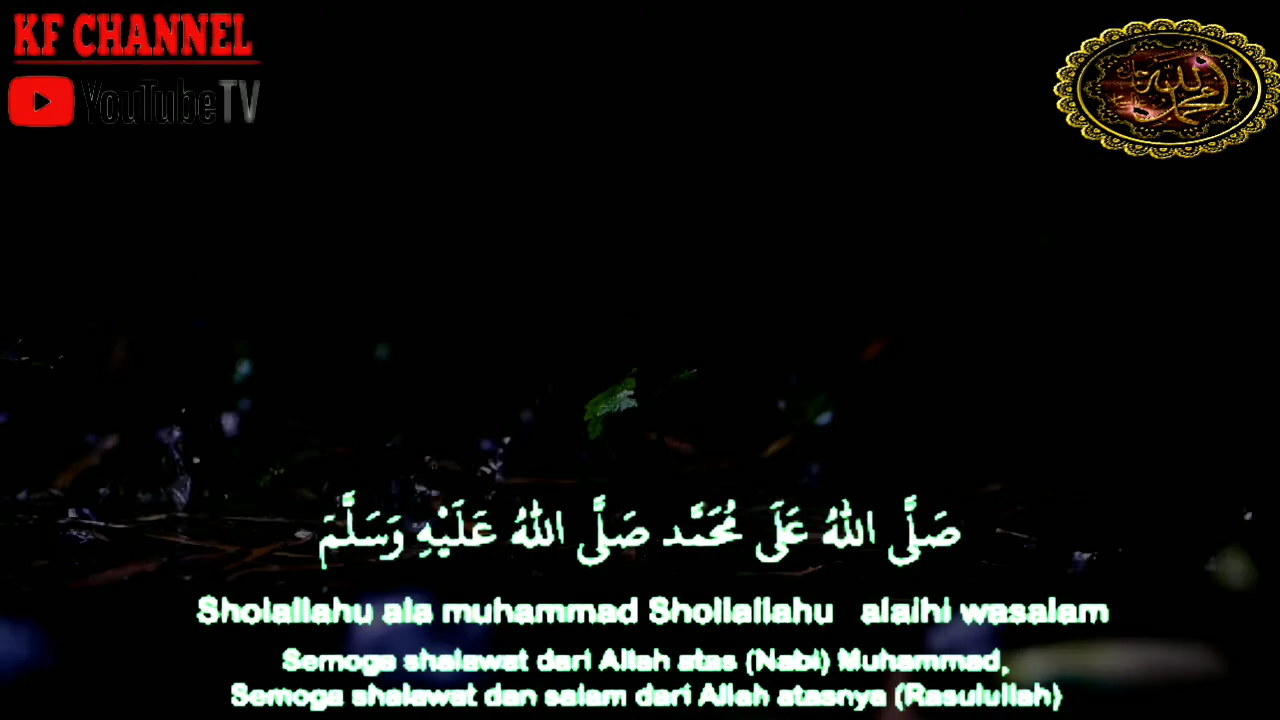 KF CHANNEL
YouTubeTV
صَلَّى اللهُ عَلَى مُحَمَّد صَلَّى اللهُ عَلَيْهِ وَسَلَّمَ
Sholallahu ala muhammad Shollallahu alaihi wasalam
Semoga shalawat dari Allah atas (Nabi) Muhammad,
Semoga shalawat dan salam dari Allah atasnya (Rasulullah)